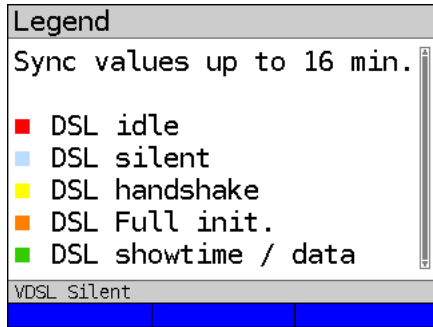 Legend
Sync values up to 16 min.
DSL idle
DSL silent
DSL handshake
DSL Full init.
DSL showtime / data
VDSL Silent